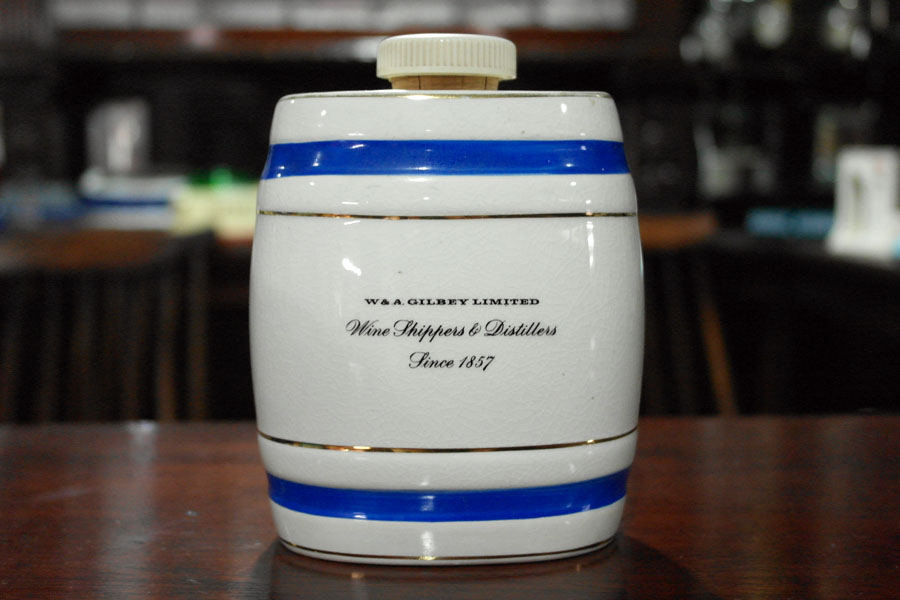 W & A. GILBEY LIMITED
Wine Shippers & Distillers
Since 1857